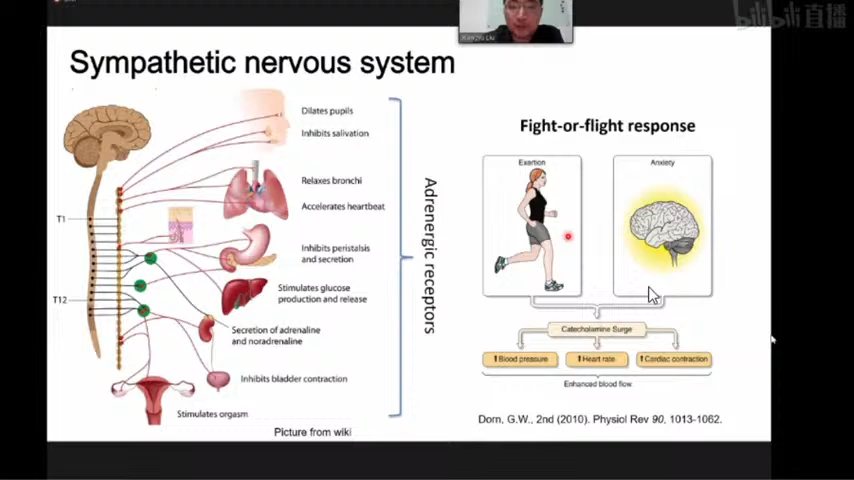 bilibili 直播
Sympathetic nervous system
Dilates pupils
Inhibits salivation
Relaxes bronchi
Accelerates heartbeat
Inhibits peristalsis
and secretion
Stimulates glucose
production and release
Secretion of adrenaline
and noradrenaline
Inhibits bladder contraction
Stimulates orgasm
T1
T12
Picture from wiki
Adrenergic receptors
Fight-or-flight response
Exertion
Anxiety
Catecholamine Surge
Blood pressure
Heart rate
Cardiac contraction
Enhanced blood flow
Dorn, G.W., 2nd (2010). Physiol Rev 90, 1013-1062.